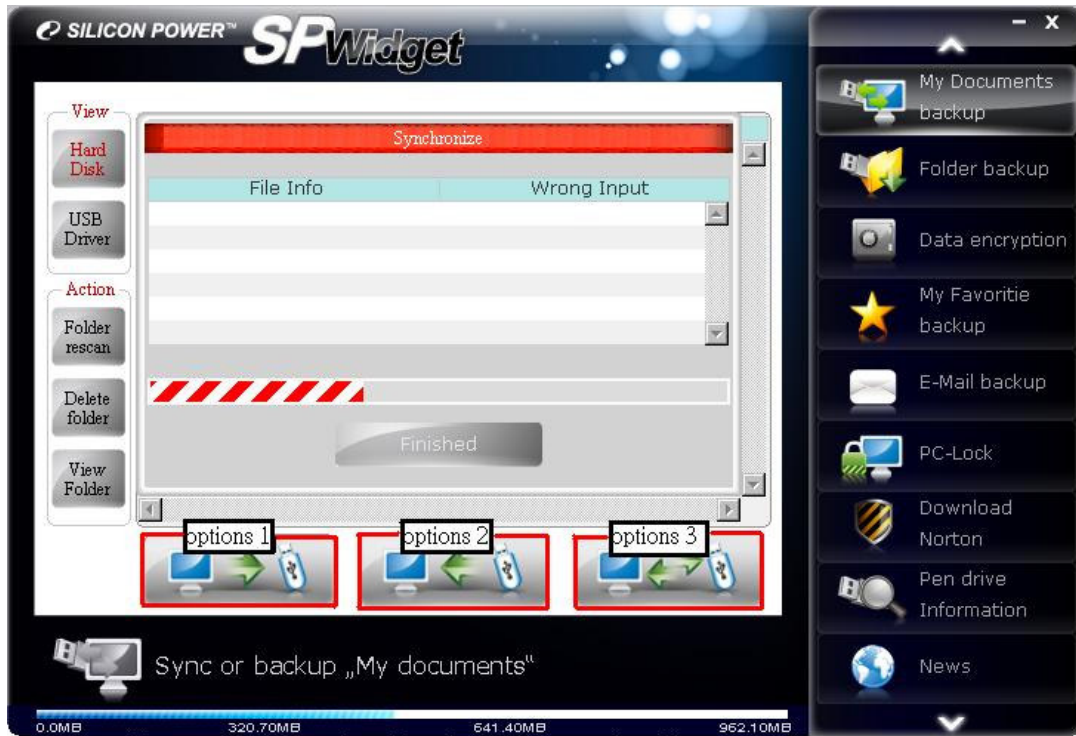 SILICON POWER™ SPWidget
- X
View
Hard
Disk
USB
Driver
Action
Folder
rescan
Delete
folder
View
Folder
Synchronize
File Info Wrong Input
Finished
options 1 options 2 options 3
Sync or backup „My documents"
0.0MB 320.70MB 641.40MB 962.10MB
My Documents
backup
Folder backup
Data encryption
My Favoritie
backup
E-Mail backup
PC-Lock
Download
Norton
Pen drive
Information
News